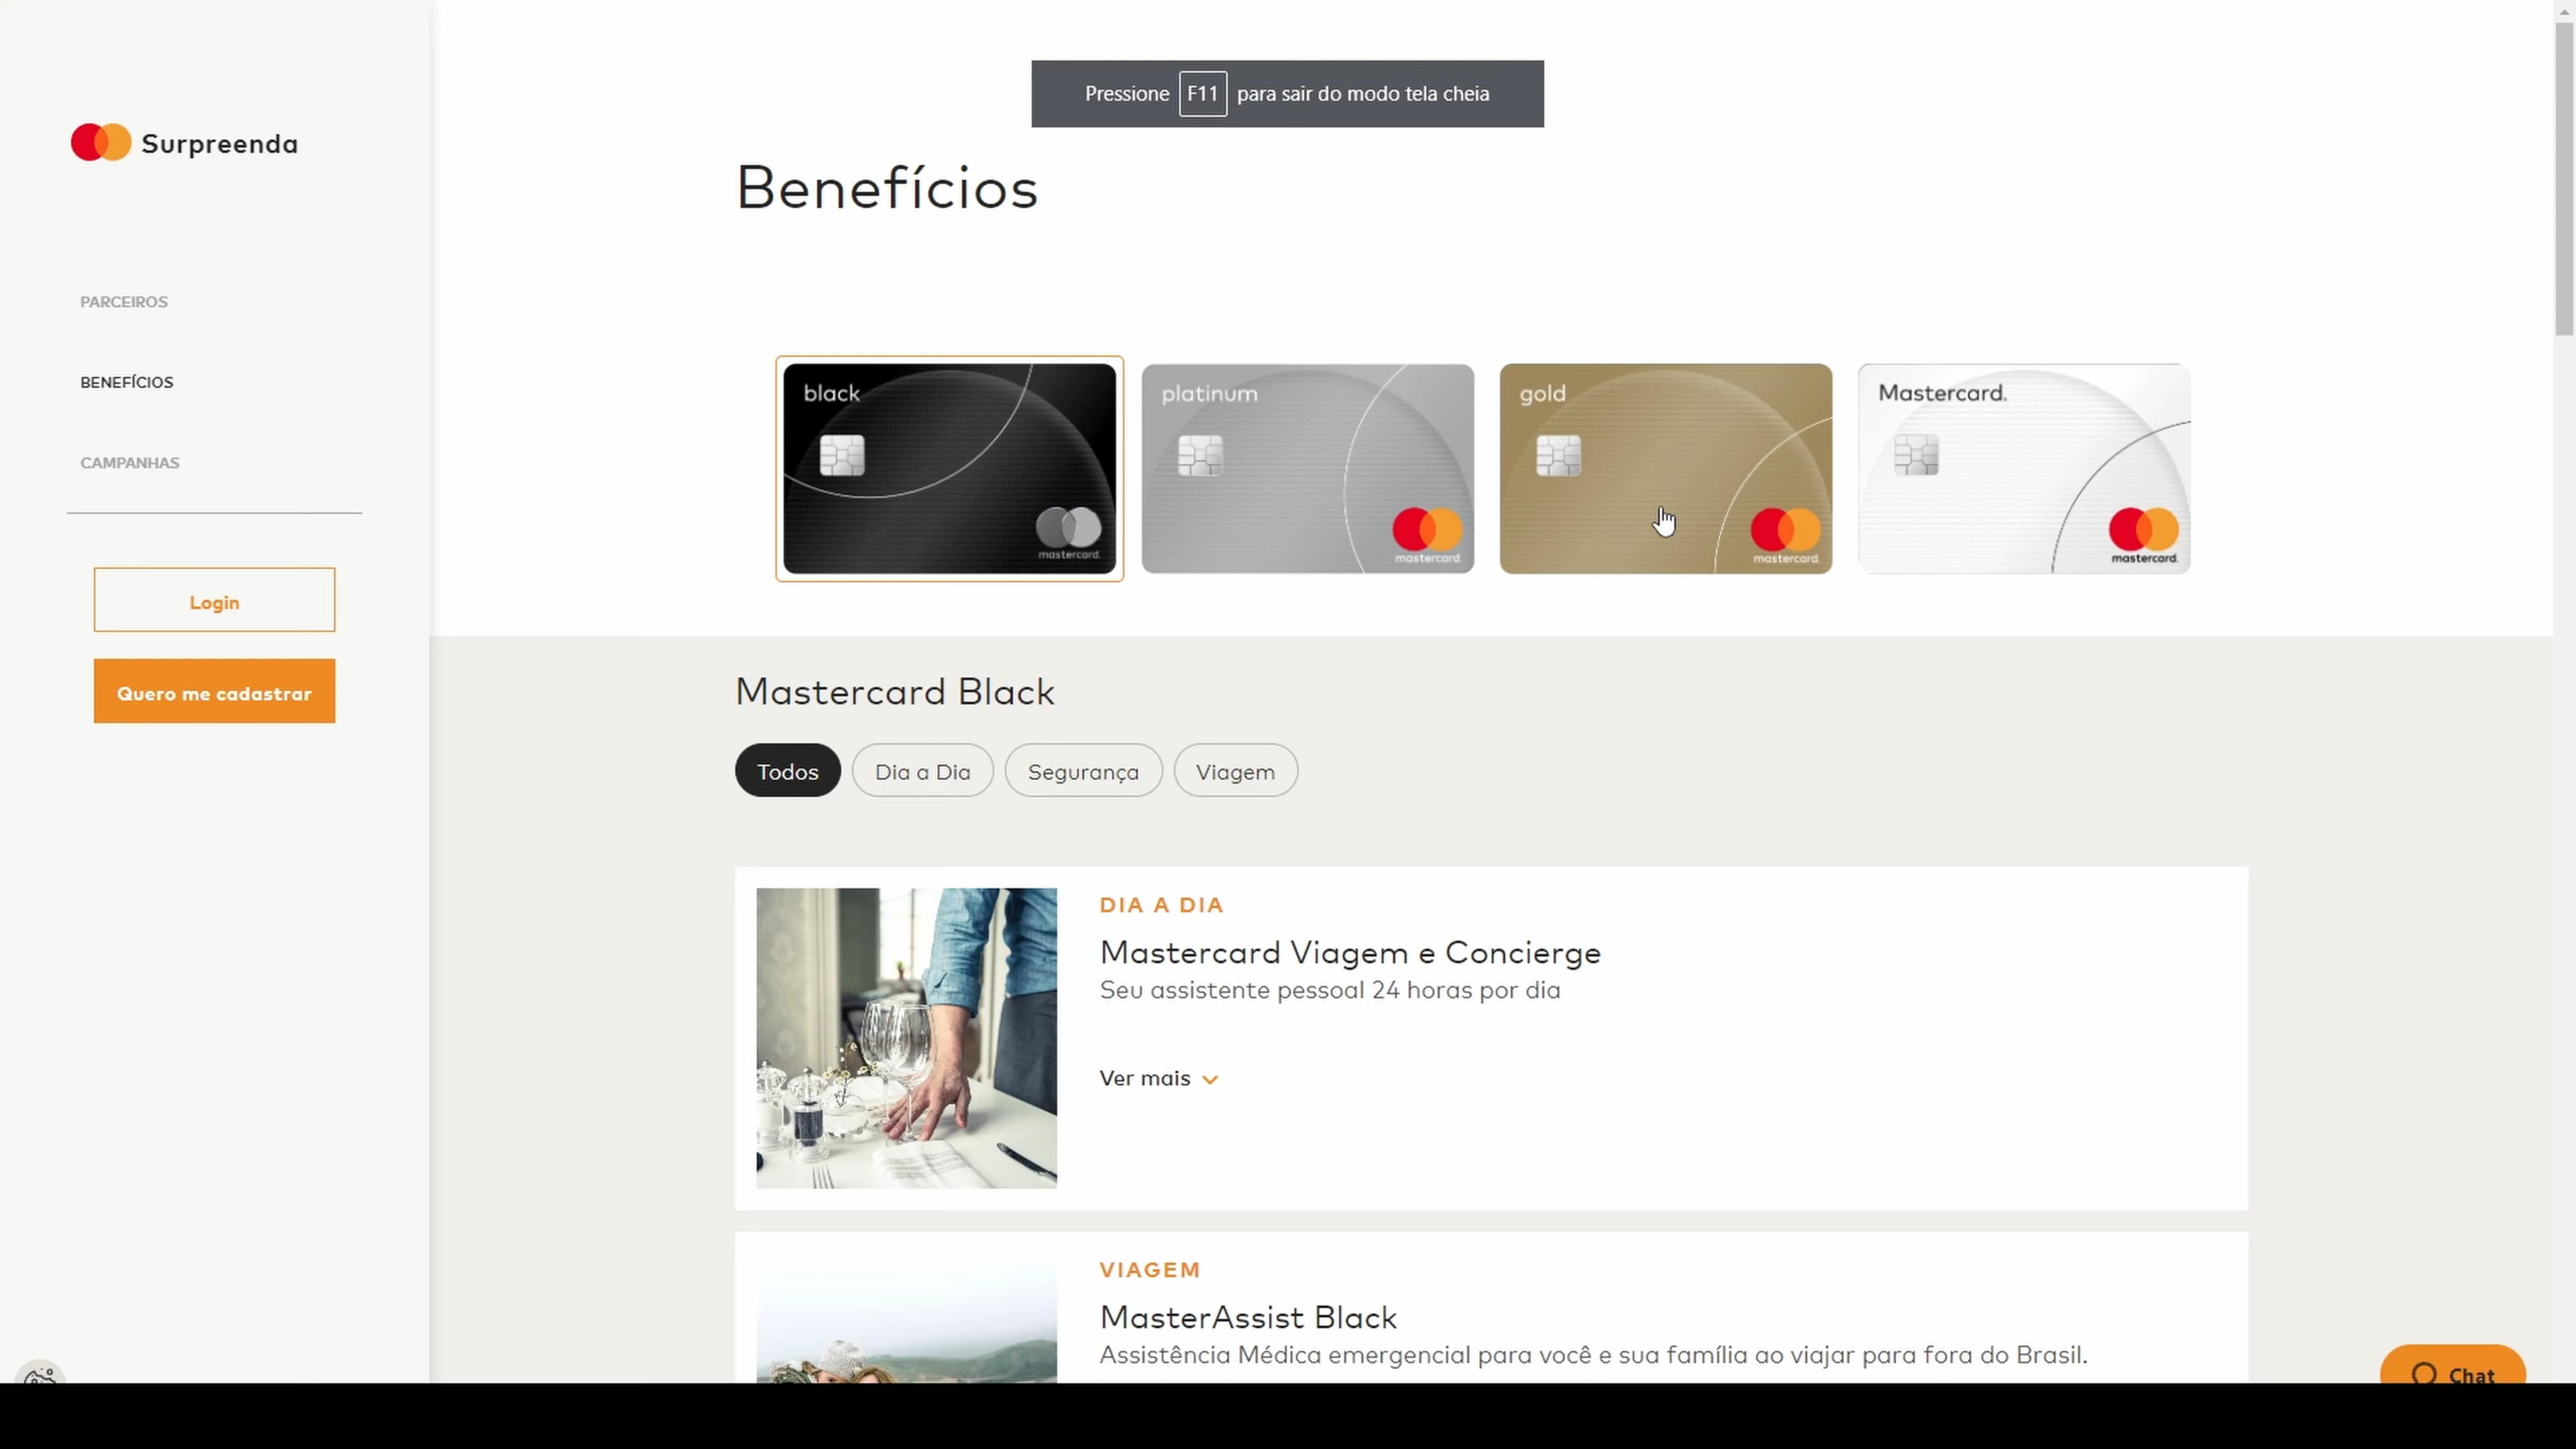 Pressione F11 para sair do modo tela cheia
Surpreenda
Benefícios
PARCEIROS
BENEFÍCIOS
CAMPANHAS
Login
Quero me cadastrar
black
mastercard.
platinum
mastercard.
gold
mastercard.
Mastercard.
mastercard.
Mastercard Black
Todos
Dia a Dia
Segurança
Viagem
DIA A DIA
Mastercard Viagem e Concierge
Seu assistente pessoal 24 horas por dia
Ver mais
VIAGEM
MasterAssist Black
Assistência Médica emergencial para você e sua família ao viajar para fora do Brasil.
Chat